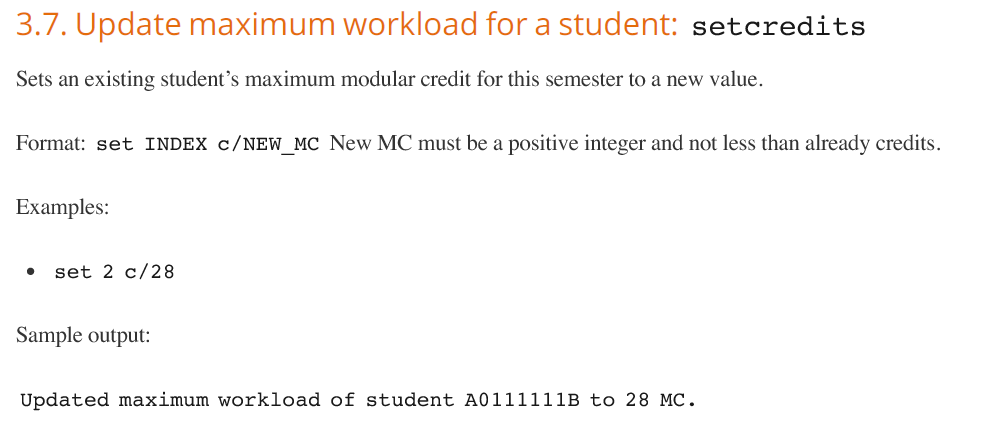 3.7. Update maximum workload for a student: setcredits
Sets an existing student’s maximum modular credit for this semester to a new value.
Format: set INDEX c/NEW_MC New MC must be a positive integer and not less than already credits.
Examples:
• set 2 c/28
Sample output:
Updated maximum workload of student A0111111B to 28 MC.